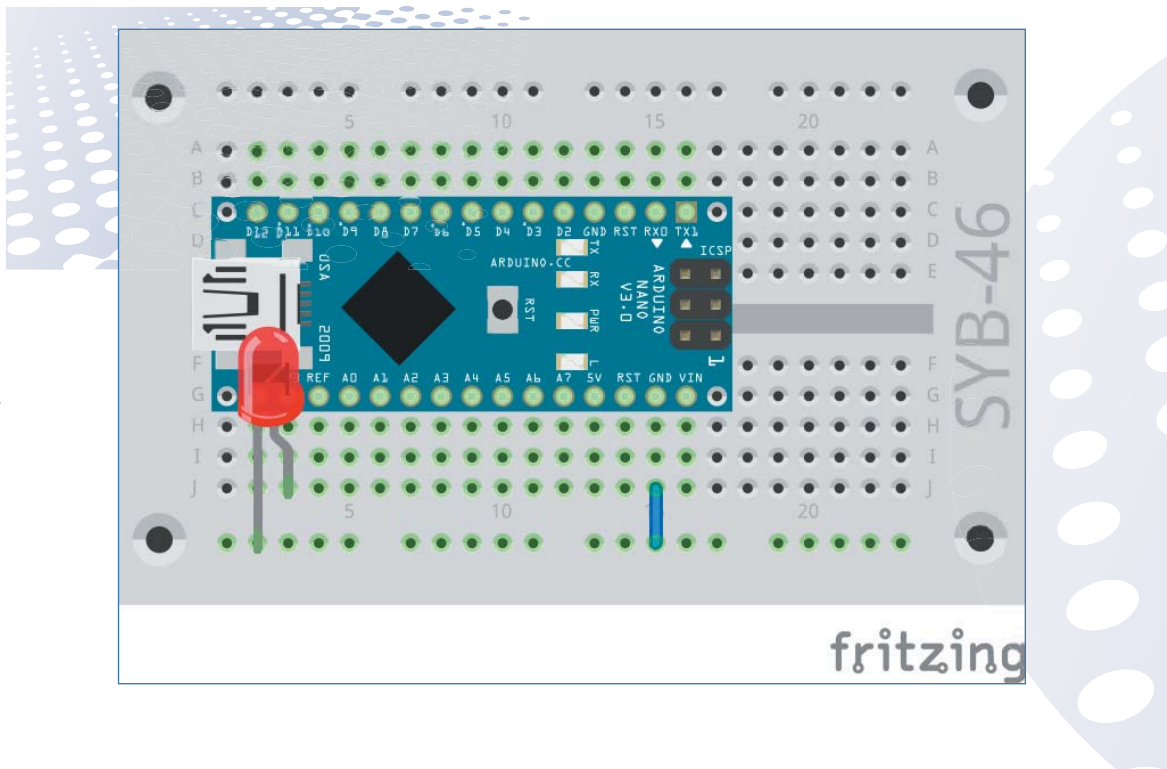 5 10 15 20
A A
B B
C C
D12 D11 D10 D9 D8 D7 D6 D5 D4 D3 D2 GND RST RX0 TX1
D D
TX
ICSP
ARDUINO.CC
E E
USA
RX
RST
ARDUINO
NANO
V3.0
PWR
2009
L
1
F F
REF A0 A1 A2 A3 A4 A5 A6 A7 5V RST GND VIN
G G
H H
I I
J J
5 10 20
SYB-46
fritzing